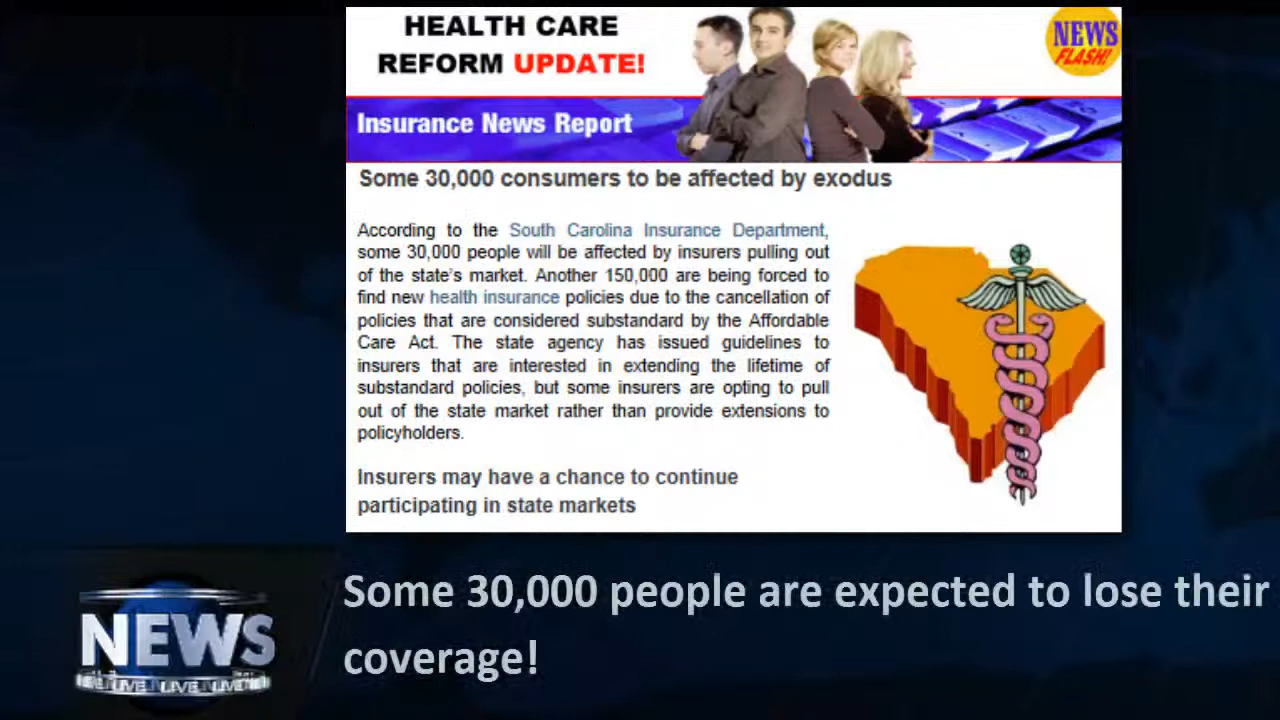 HEALTH CARE
REFORM UPDATE!
NEWS
FLASH!
Insurance News Report
Some 30,000 consumers to be affected by exodus
According to the South Carolina Insurance Department,
some 30,000 people will be affected by insurers pulling out
of the state's market. Another 150,000 are being forced to
find new health insurance policies due to the cancellation of
policies that are considered substandard by the Affordable
Care Act. The state agency has issued guidelines to
insurers that are interested in extending the lifetime of
substandard policies, but some insurers are opting to pull
out of the state market rather than provide extensions to
policyholders.
Insurers may have a chance to continue
participating in state markets
Some 30,000 people are expected to lose their
coverage!
NEWS
LIVE LIVE LIVE